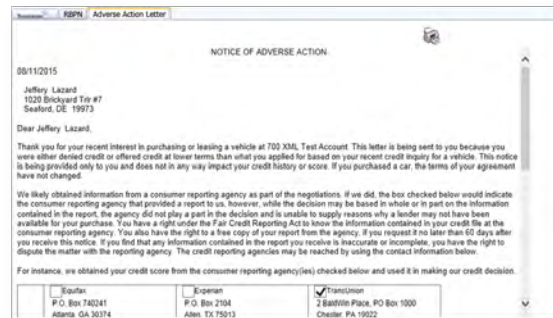 RBPN Adverse Action Letter
NOTICE OF ADVERSE ACTION
08/11/2015
Jeffery Lazard
1020 Brickyard Trlr #7
Seaford, DE 19973
Dear Jeffery Lazard,
Thank you for your recent interest in purchasing or leasing a vehicle at 700 XML Test Account. This letter is being sent to you because you
were either denied credit or offered credit at lower terms than what you applied for based on your recent credit inquiry for a vehicle. This notice
is being provided only to you and does not in any way impact your credit history or score. If you purchased a car, the terms of your agreement
have not changed.
We likely obtained information from a consumer reporting agency as part of the negotiations. If we did, the box checked below would indicate
the consumer reporting agency that provided a report to us, however, while the decision may be based in whole or in part on the information
contained in the report, the agency did not play a part in the decision and is unable to supply reasons why a lender may not have been
available for your purchase. You have a right under the Fair Credit Reporting Act to know the information contained in your credit file at the
consumer reporting agency. You also have the right to a free copy of your report from the agency, if you request it no later than 60 days after
you receive this notice. If you find that any information contained in the report you receive is inaccurate or incomplete, you have the right to
dispute the matter with the reporting agency. The credit reporting agencies may be reached by using the contact information below.
For instance, we obtained your credit score from the consumer reporting agency(ies) checked below and used it in making our credit decision.
Equifax Experian TransUnion
P.O. Box 740241 P.O. Box 2104 2 BaldWin Place, PO Box 1000
Atlanta, GA 30374 Allen, TX 75013 Chester, PA 19022